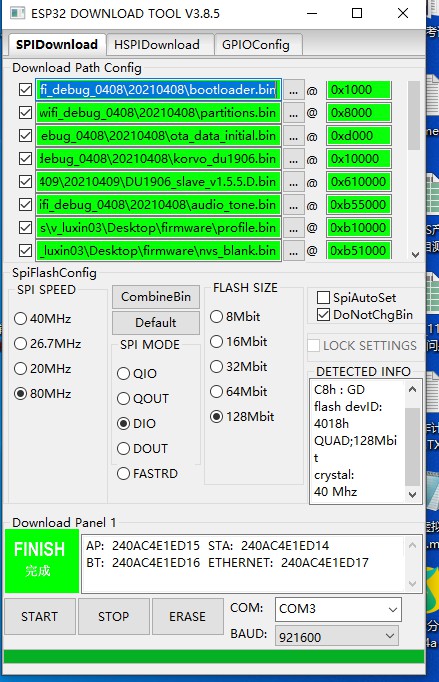 ESP32 DOWNLOAD TOOL V3.8.5
SPIDownload HSPIDownload GPIOConfig
Download Path Config
fi_debug_0408\20210408\bootloader.bin ... @ 0x1000
wifi_debug_0408\20210408\partitions.bin ... @ 0x8000
ebug_0408\20210408\ota_data_initial.bin ... @ 0xd000
debug_0408\20210408\korvo_du1906.bin ... @ 0x10000
409\20210409\DU1906_slave_v1.5.5.D.bin ... @ 0x610000
ifi_debug_0408\20210408\audio_tone.bin ... @ 0xb55000
s\v_luxin03\Desktop\firmware\profile.bin ... @ 0xb10000
_luxin03\Desktop\firmware\nvs_blank.bin ... @ 0xb51000
SpiFlashConfig
SPI SPEED
40MHz
26.7MHz
20MHz
80MHz
CombineBin
Default
SPI MODE
QIO
QOUT
DIO
DOUT
FASTRD
FLASH SIZE
8Mbit
16Mbit
32Mbit
64Mbit
128Mbit
SpiAutoSet
DoNotChgBin
LOCK SETTINGS
DETECTED INFO
C8h : GD
flash devID:
4018h
QUAD;128Mbi
t
crystal:
40 Mhz
Download Panel 1
FINISH
完成
AP: 240AC4E1ED15 STA: 240AC4E1ED14
BT: 240AC4E1ED16 ETHERNET: 240AC4E1ED17
START STOP ERASE
COM: COM3
BAUD: 921600